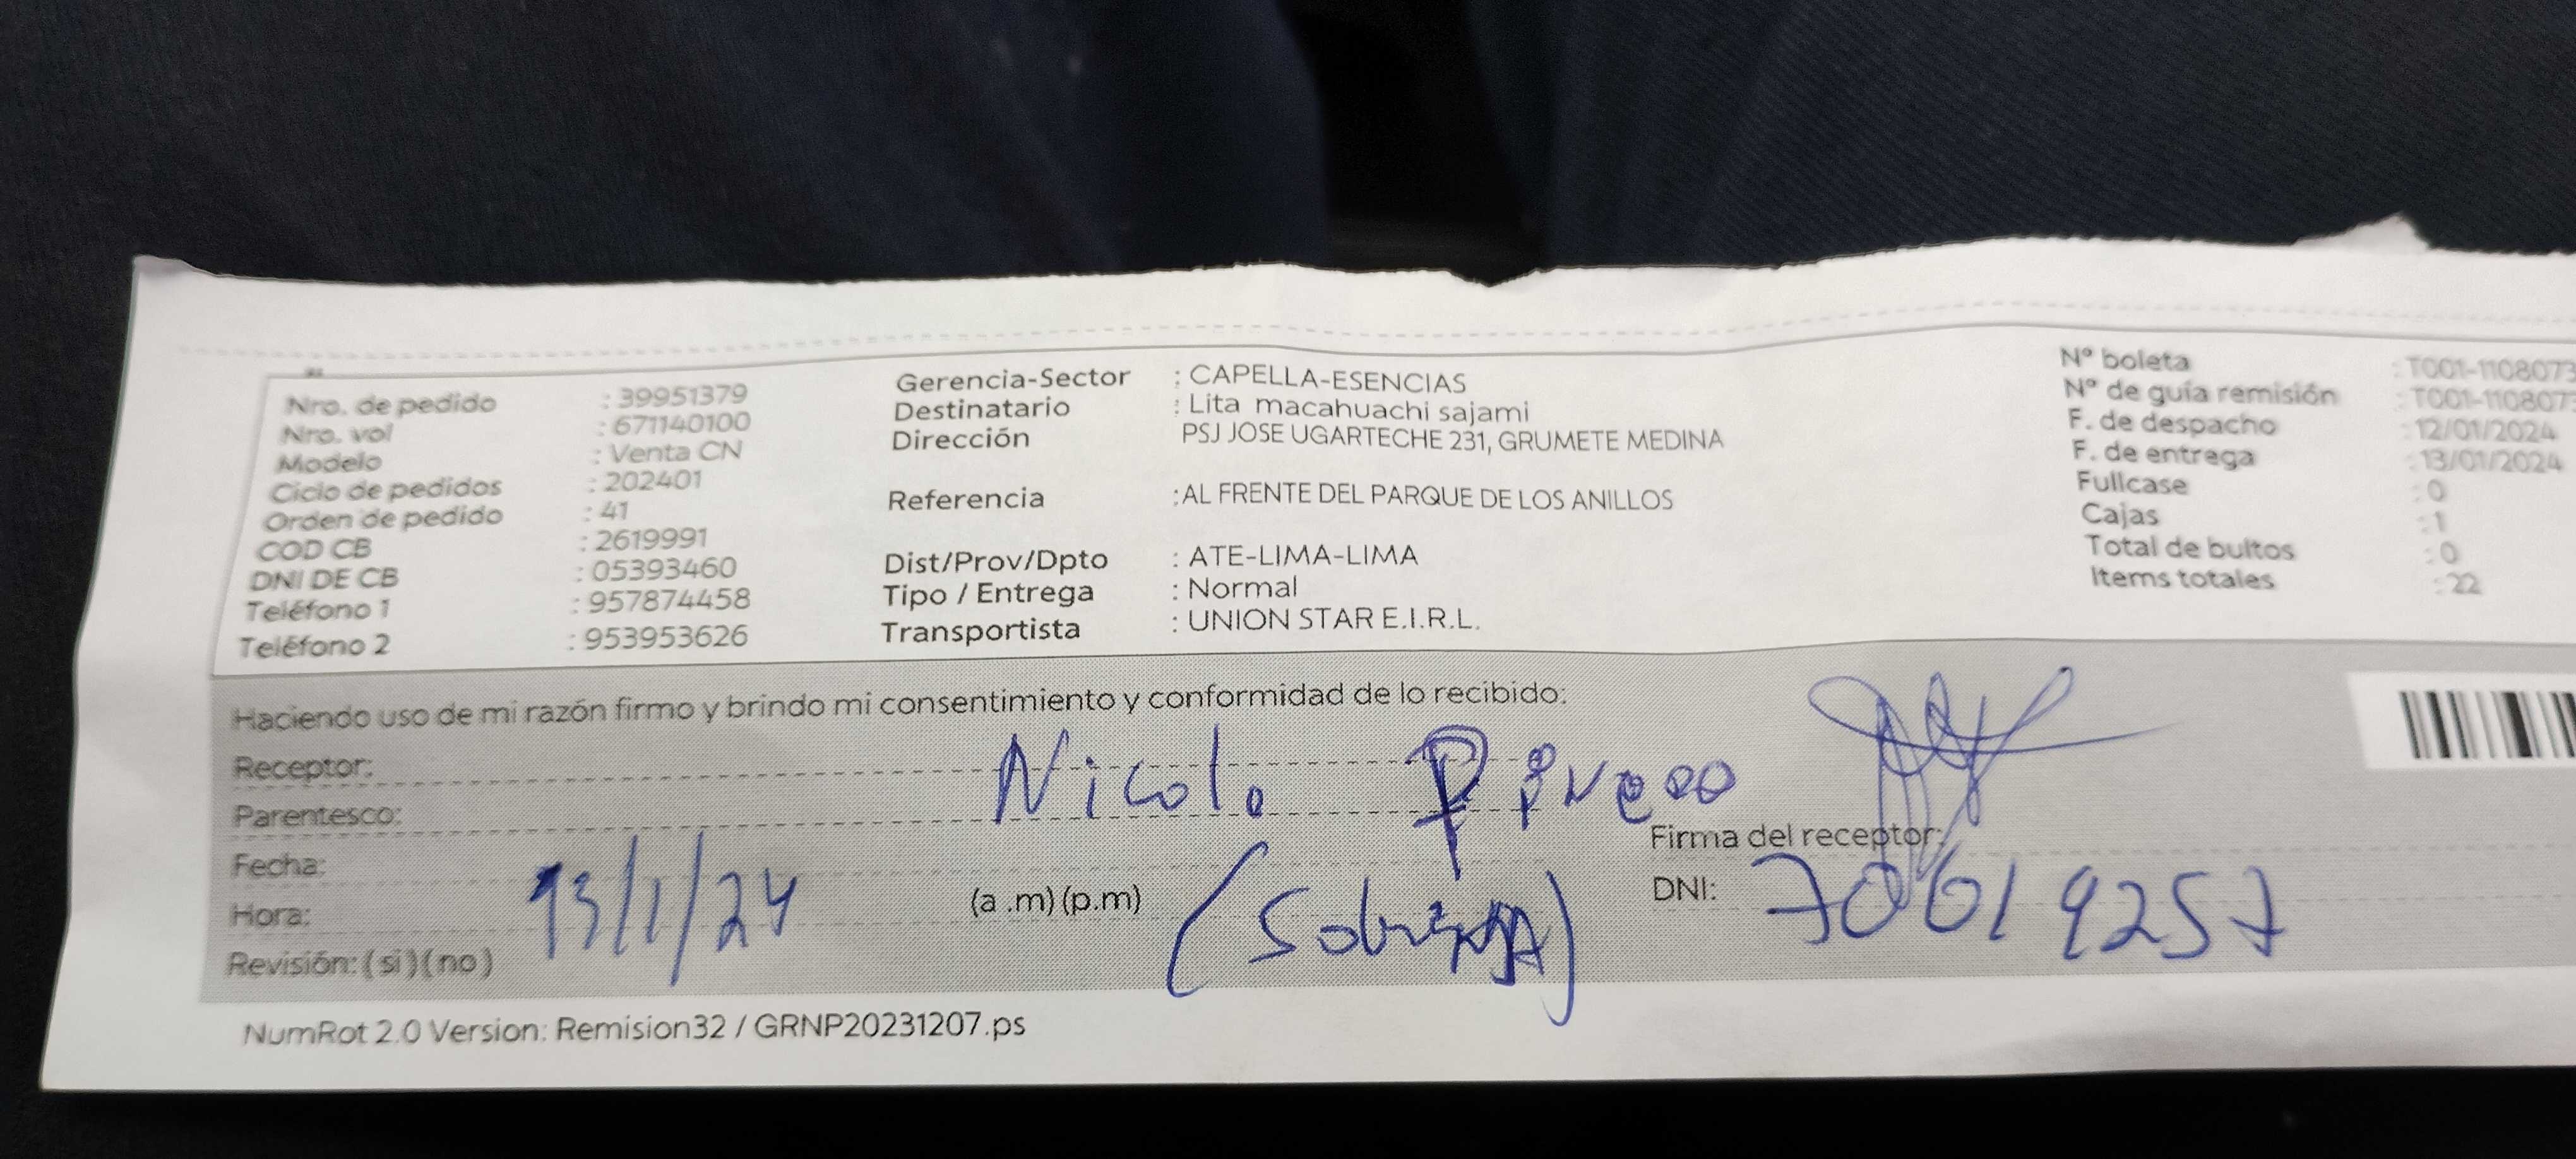 Nro. de pedido : 39951379
Nro. vol : 671140100
Modelo : Venta CN
Ciclo de pedidos : 202401
Orden de pedido : 41
COD CB : 2619991
DNI DE CB : 05393460
Teléfono 1 : 957874458
Teléfono 2 : 953953626
Gerencia-Sector : CAPELLA-ESENCIAS
Destinatario : Lita macahuachi sajami
Dirección PSJ JOSE UGARTECHE 231, GRUMETE MEDINA
Referencia : AL FRENTE DEL PARQUE DE LOS ANILLOS
Dist/Prov/Dpto : ATE-LIMA-LIMA
Tipo / Entrega : Normal
Transportista : UNION STAR E.I.R.L.
Nº boleta : T001-1108073
Nº de guía remisión : T001-1108073
F. de despacho : 12/01/2024
F. de entrega : 13/01/2024
Fullcase : 0
Cajas : 1
Total de bultos : 0
Items totales : 22
Haciendo uso de mi razón firmo y brindo mi consentimiento y conformidad de lo recibido:
Receptor: Nicole
Parentesco:
Fecha: 13/1/24
Hora: (a .m) (p.m) (Sobrina)
Revisión: ( si ) ( no )
Firma del receptor:
DNI: 70619257
NumRot 2.0 Version: Remision32 / GRNP20231207.ps